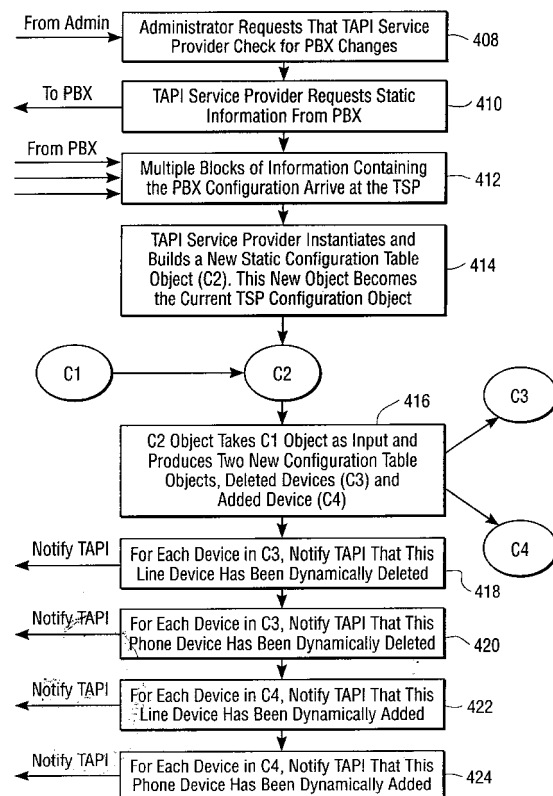 From Admin
Administrator Requests That TAPI Service
Provider Check for PBX Changes
408
To PBX
TAPI Service Provider Requests Static
Information From PBX
410
From PBX
Multiple Blocks of Information Containing
the PBX Configuration Arrive at the TSP
412
TAPI Service Provider Instantiates and
Builds a New Static Configuration Table
Object (C2). This New Object Becomes
the Current TSP Configuration Object
414
C1
C2
C3
416
C2 Object Takes C1 Object as Input and
Produces Two New Configuration Table
Objects, Deleted Devices (C3) and
Added Device (C4)
C4
Notify TAPI
For Each Device in C3, Notify TAPI That This
Line Device Has Been Dynamically Deleted
418
Notify TAPI
For Each Device in C3, Notify TAPI That This
Phone Device Has Been Dynamically Deleted
420
Notify TAPI
For Each Device in C4, Notify TAPI That This
Line Device Has Been Dynamically Added
422
Notify TAPI
For Each Device in C4, Notify TAPI That This
Phone Device Has Been Dynamically Added
424